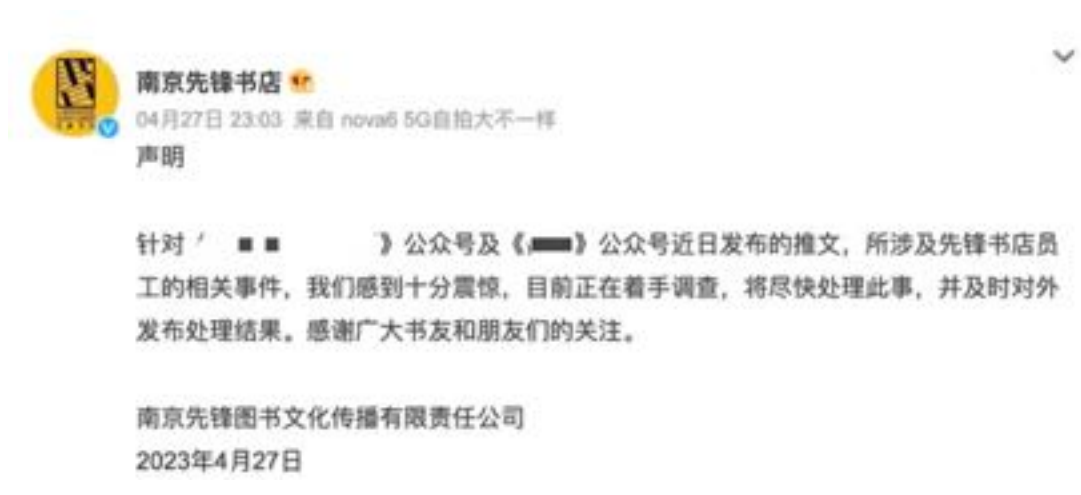 南京先锋书店
04月27日 23:03 来自 nova6 5G自拍大不一样
声明
针对 》公众号及《 》公众号近日发布的推文，所涉及先锋书店员
工的相关事件，我们感到十分震惊，目前正在着手调查，将尽快处理此事，并及时对外
发布处理结果。感谢广大书友和朋友们的关注。
南京先锋图书文化传播有限责任公司
2023年4月27日